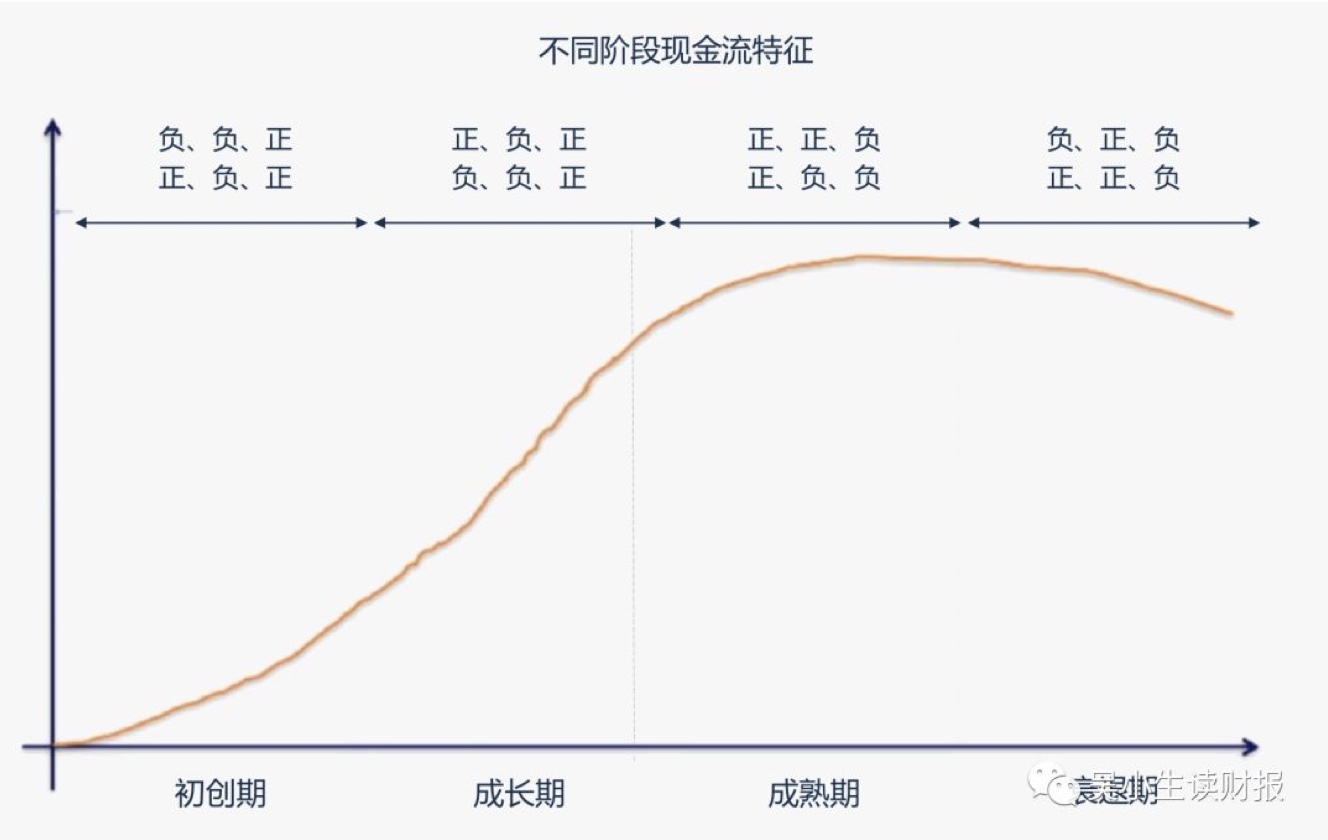 不同阶段现金流特征
负、负、正
正、负、正
正、负、正
负、负、正
正、正、负
正、负、负
负、正、负
正、正、负
初创期
成长期
成熟期
衰退期
小生读财报